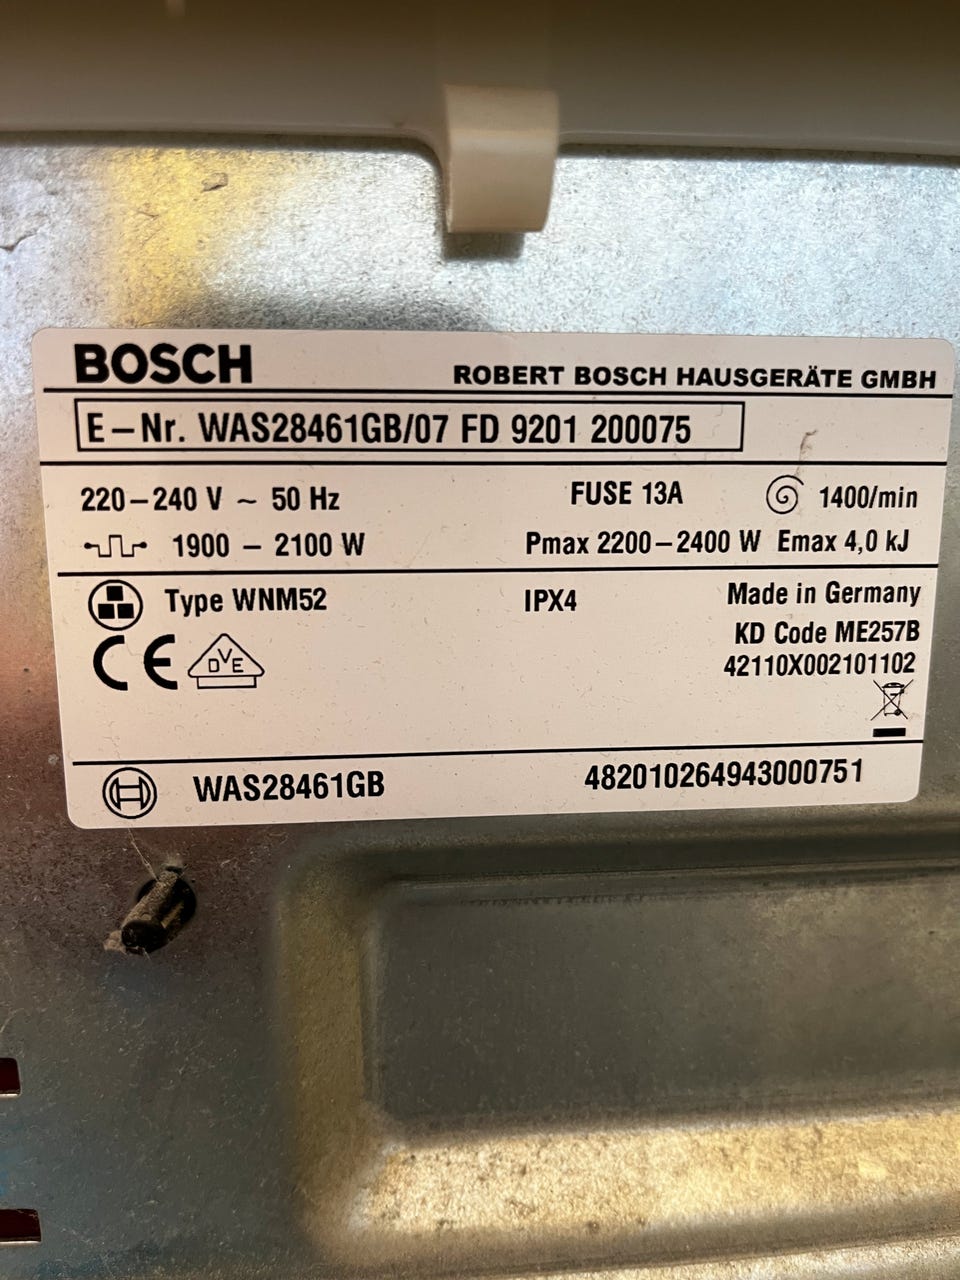 BOSCH
ROBERT BOSCH HAUSGERÄTE GMBH
E-Nr. WAS28461GB/07 FD 9201 200075
220-240 V ~ 50 Hz FUSE 13A 1400/min
1900 - 2100 W Pmax 2200-2400 W Emax 4,0 kJ
Type WNM52 IPX4 Made in Germany
KD Code ME257B
CE DVE 42110X002101102
WAS28461GB 482010264943000751